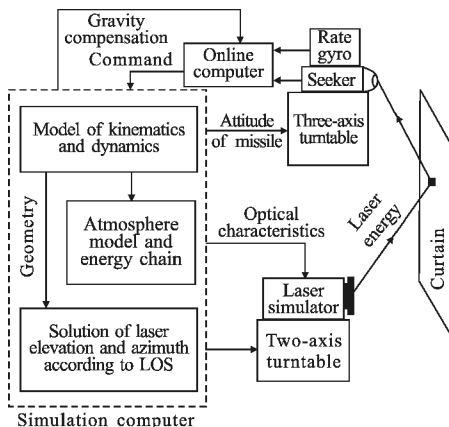 Gravity
compensation
Command
Online
computer
Rate
gyro
Seeker
Model of kinematics
and dynamics
Attitude
of missile
Three-axis
turntable
Geometry
Atmosphere
model and
energy chain
Optical
characteristics
Laser
energy
Curtain
Laser
simulator
Solution of laser
elevation and azimuth
according to LOS
Two-axis
turntable
Simulation computer